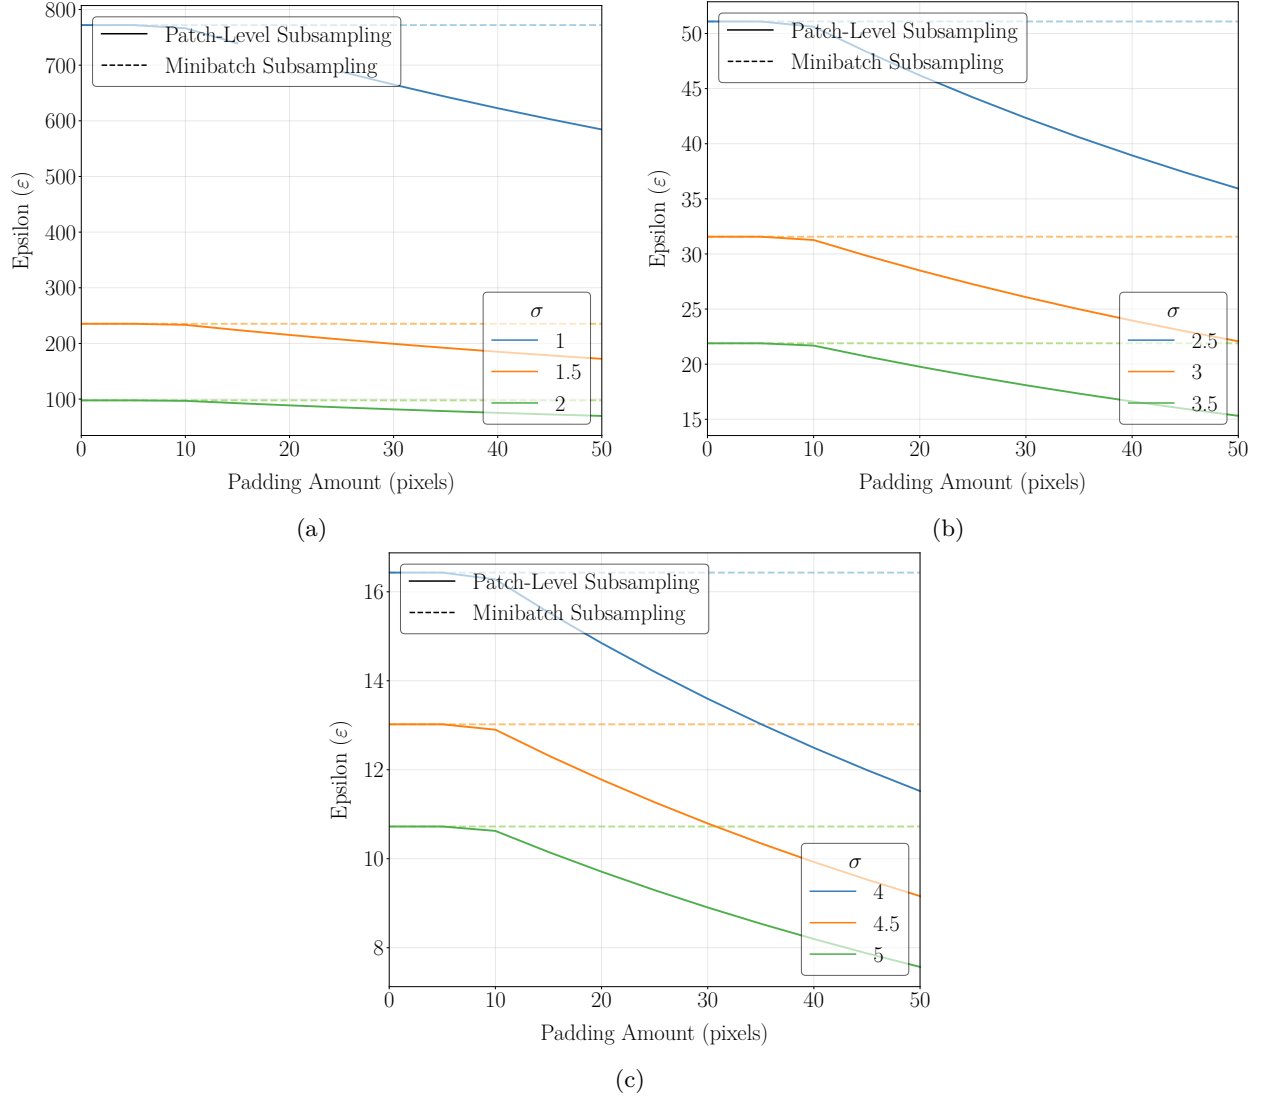 800
700
600
500
400
300
200
100
Epsilon (ε)
Patch-Level Subsampling
Minibatch Subsampling
σ
1
1.5
2
0 10 20 30 40 50
Padding Amount (pixels)
(a)
50
45
40
35
30
25
20
15
Epsilon (ε)
Patch-Level Subsampling
Minibatch Subsampling
σ
2.5
3
3.5
0 10 20 30 40 50
Padding Amount (pixels)
(b)
16
14
12
10
8
Epsilon (ε)
Patch-Level Subsampling
Minibatch Subsampling
σ
4
4.5
5
0 10 20 30 40 50
Padding Amount (pixels)
(c)